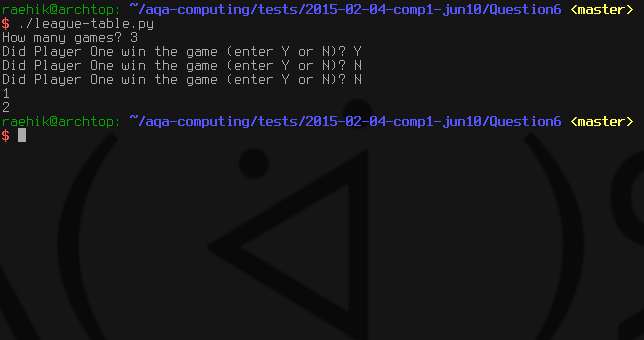 raehik@archtop: ~/aqa-computing/tests/2015-02-04-comp1-jun10/Question6 <master>
$ ./league-table.py
How many games? 3
Did Player One win the game (enter Y or N)? Y
Did Player One win the game (enter Y or N)? N
Did Player One win the game (enter Y or N)? N
1
2
raehik@archtop: ~/aqa-computing/tests/2015-02-04-comp1-jun10/Question6 <master>
$